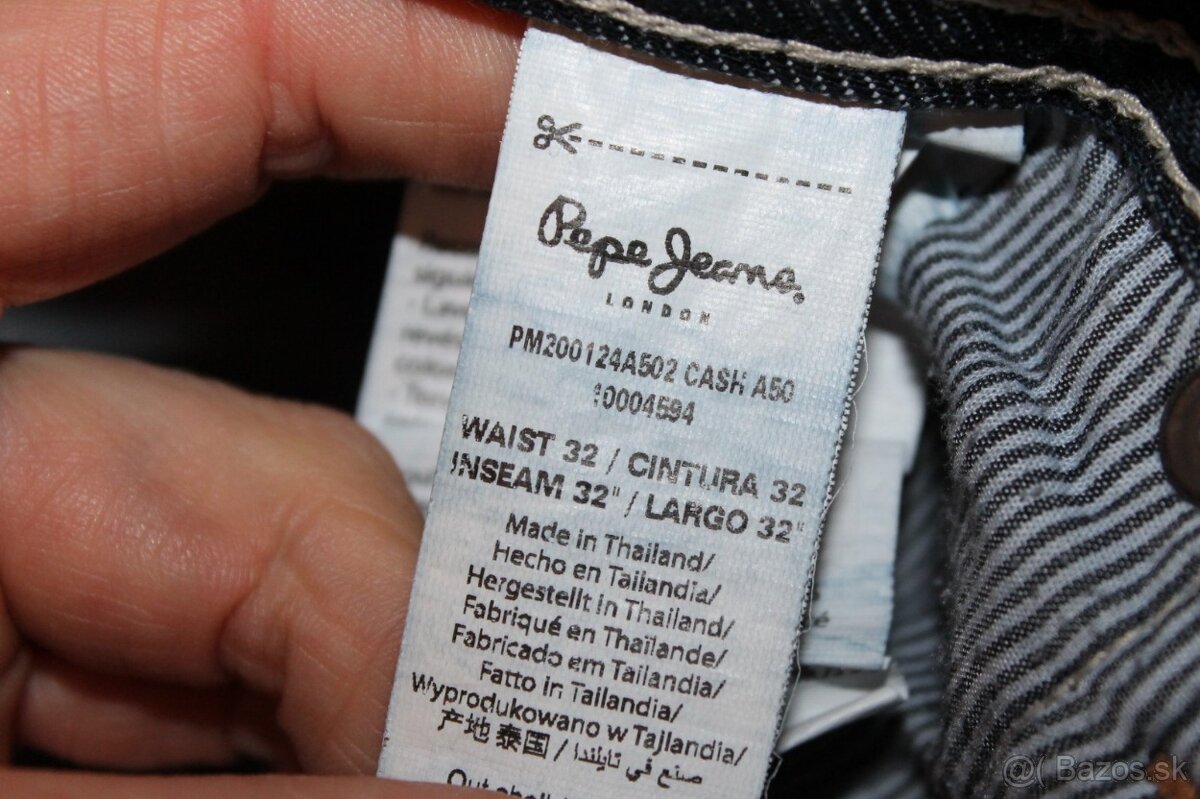 Pepe Jeans
LONDON
PM200124A502 CASH A50
10004594
WAIST 32 / CINTURA 32
INSEAM 32" / LARGO 32"
Made in Thailand/
Hecho en Tailandia/
Hergestellt in Thailand/
Fabriqué en Thaïlande/
Fabricado em Tailandia/
Fatto in Tailandia/
Wyprodukowano w Tajlandia/
产地 泰国 / صنع في تايلندا
@( Bazos.sk